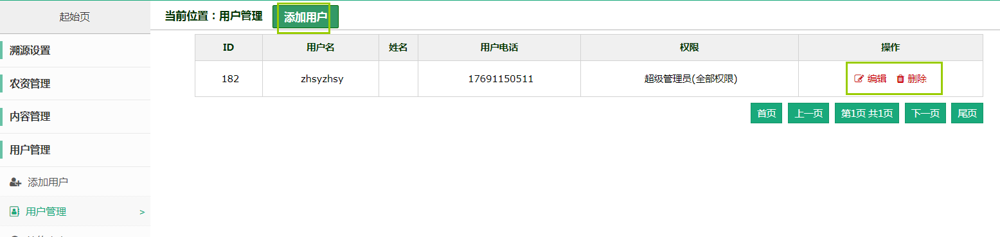 起始页
溯源设置
农资管理
内容管理
用户管理
添加用户
用户管理 >
当前位置：用户管理 添加用户
ID 用户名 姓名 用户电话 权限 操作
182 zhsyzhsy 17691150511 超级管理员(全部权限) 编辑 删除
首页 上一页 第1页 共1页 下一页 尾页